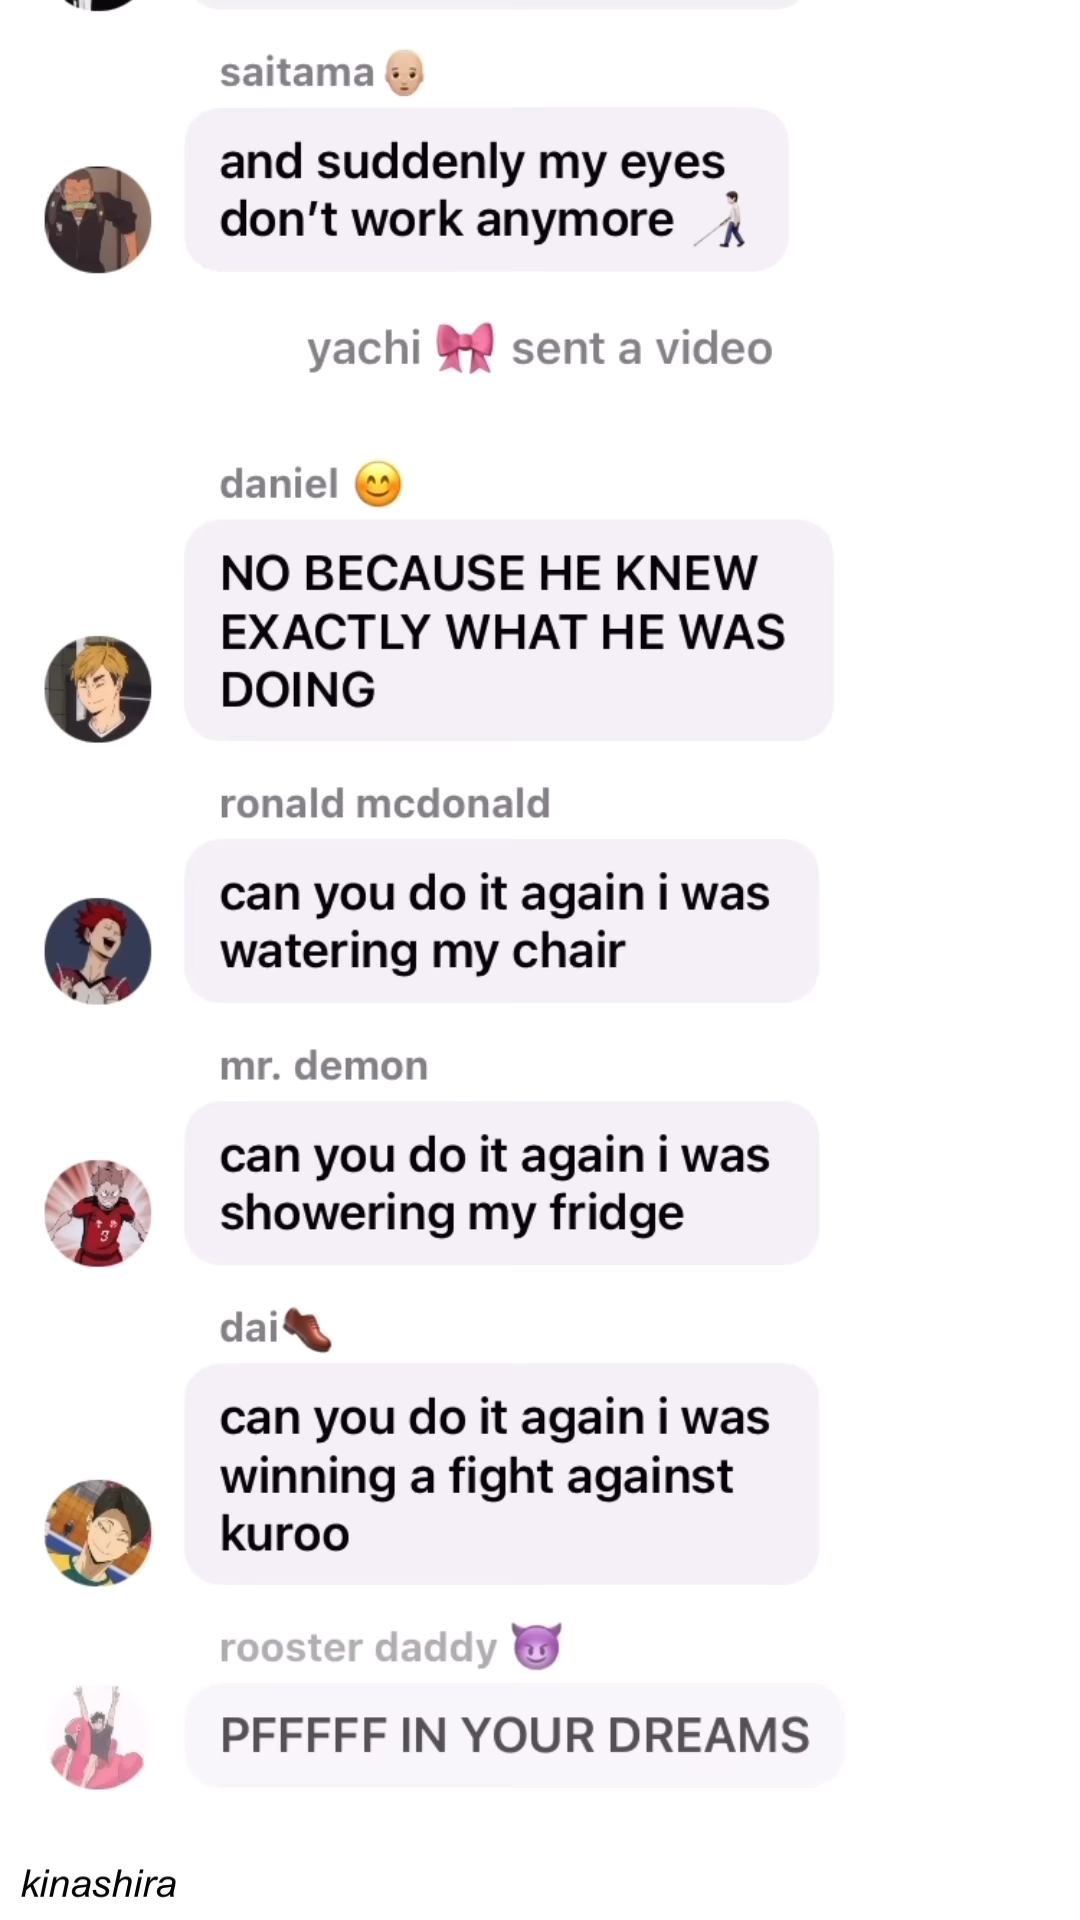 saitama 👨🏼‍🦲
and suddenly my eyes
don’t work anymore 👨🏻‍🦯
yachi 🎀 sent a video
daniel 😊
NO BECAUSE HE KNEW
EXACTLY WHAT HE WAS
DOING
ronald mcdonald
can you do it again i was
watering my chair
mr. demon
can you do it again i was
showering my fridge
dai👞
can you do it again i was
winning a fight against
kuroo
rooster daddy 😈
PFFFFF IN YOUR DREAMS
kinashira